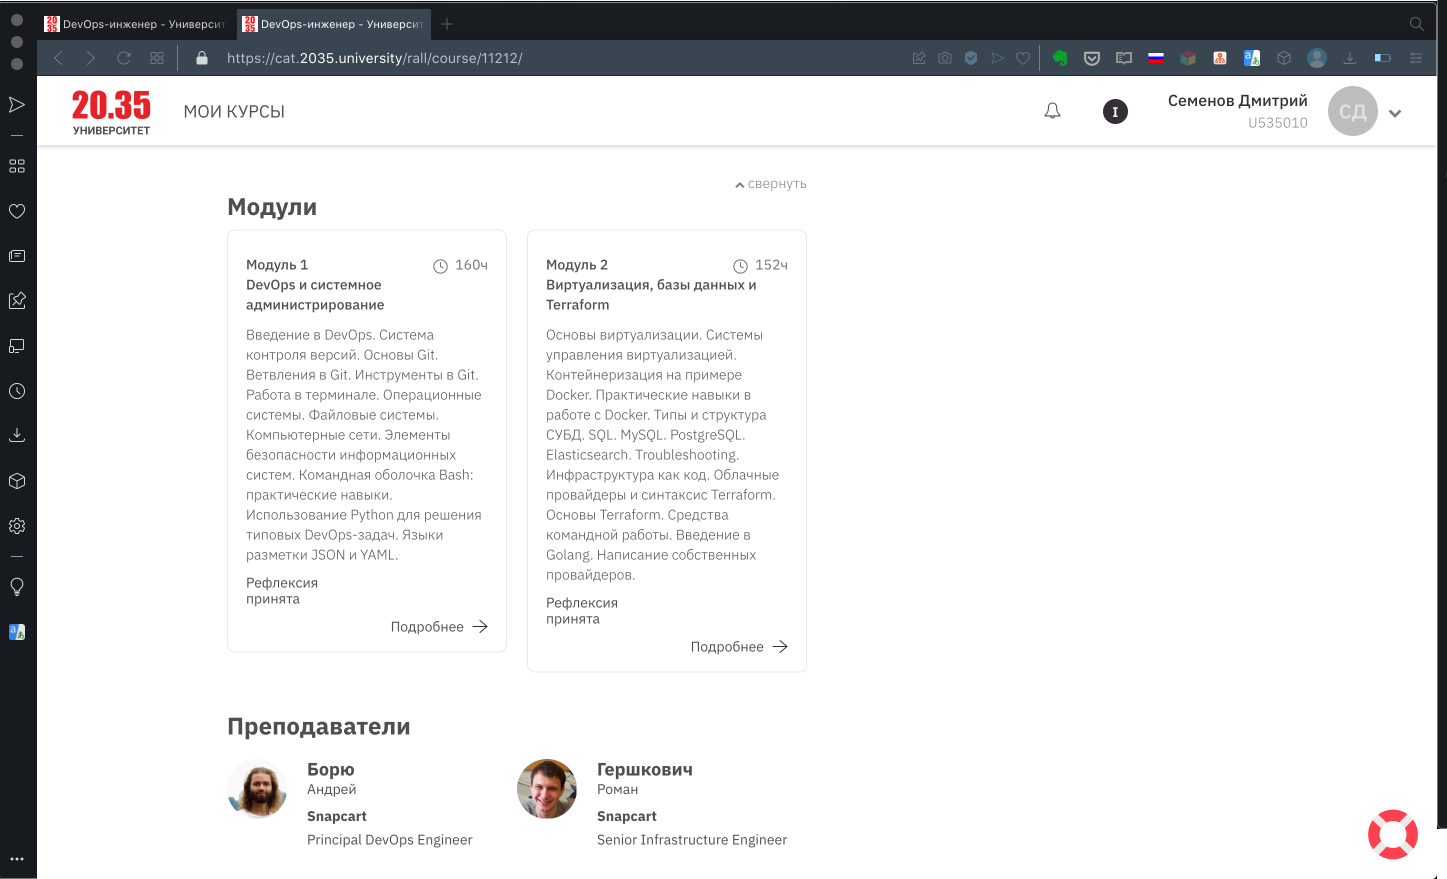 DevOps-инженер - Университ
DevOps-инженер - Университ
https://cat.2035.university/rall/course/11212/
20.35
УНИВЕРСИТЕТ
МОИ КУРСЫ
I
Семенов Дмитрий
U535010
СД
свернуть
Модули
Модуль 1
160ч
DevOps и системное
администрирование
Введение в DevOps. Система
контроля версий. Основы Git.
Ветвления в Git. Инструменты в Git.
Работа в терминале. Операционные
системы. Файловые системы.
Компьютерные сети. Элементы
безопасности информационных
систем. Командная оболочка Bash:
практические навыки.
Использование Python для решения
типовых DevOps-задач. Языки
разметки JSON и YAML.
Рефлексия
принята
Подробнее
Модуль 2
152ч
Виртуализация, базы данных и
Terraform
Основы виртуализации. Системы
управления виртуализацией.
Контейнеризация на примере
Docker. Практические навыки в
работе с Docker. Типы и структура
СУБД. SQL. MySQL. PostgreSQL.
Elasticsearch. Troubleshooting.
Инфраструктура как код. Облачные
провайдеры и синтаксис Terraform.
Основы Terraform. Средства
командной работы. Введение в
Golang. Написание собственных
провайдеров.
Рефлексия
принята
Подробнее
Преподаватели
Борю
Андрей
Snapcart
Principal DevOps Engineer
Гершкович
Роман
Snapcart
Senior Infrastructure Engineer